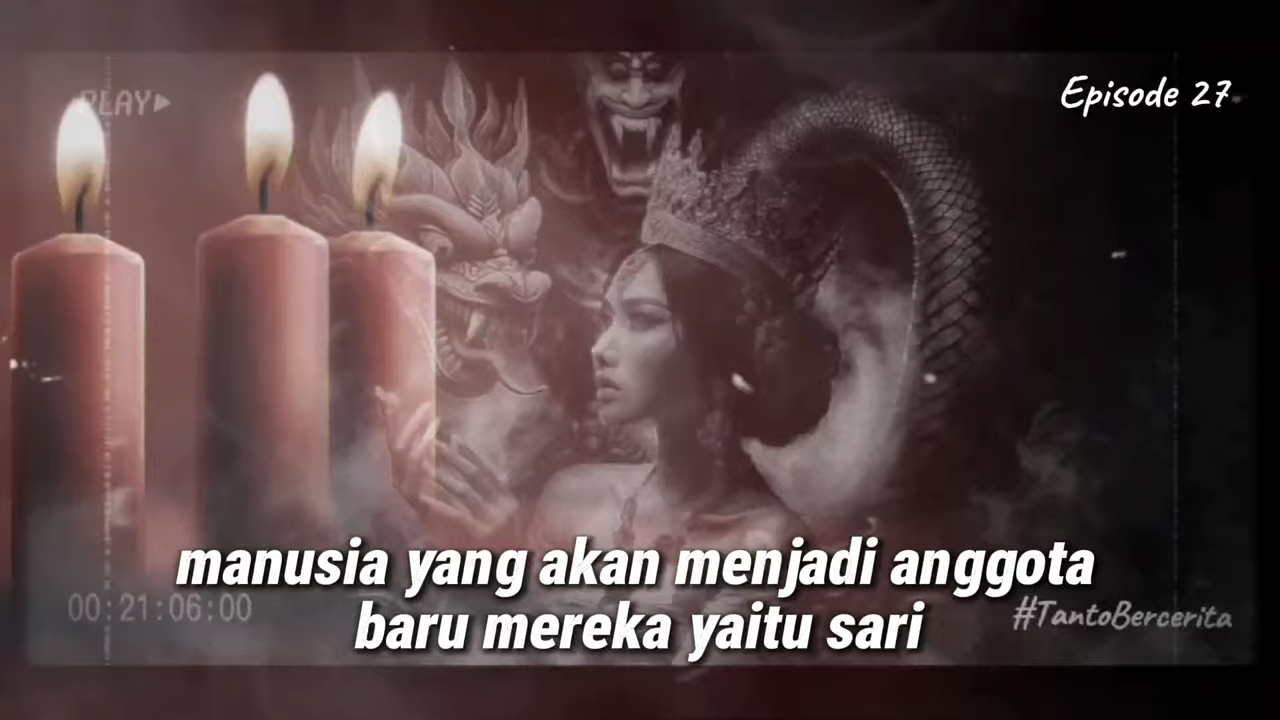 PLAY
Episode 27
manusia yang akan menjadi anggota
baru mereka yaitu sari
00:21:06:00
#TantoBercerita